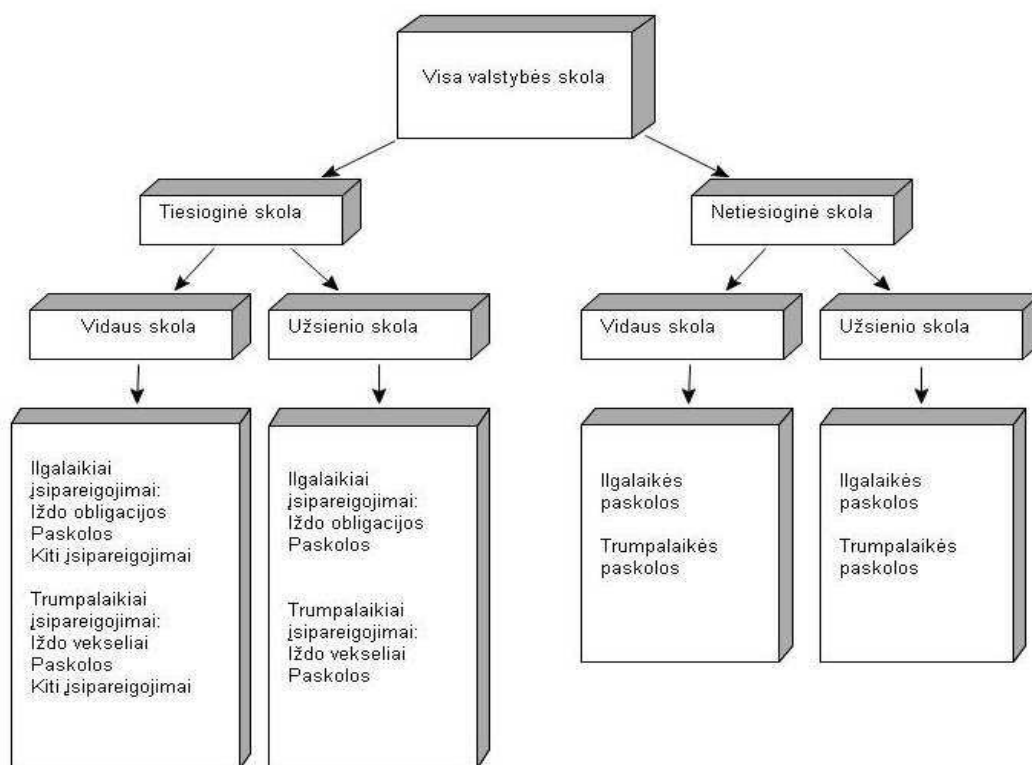 Visa valstybės skola
Tiesioginė skola
Netiesioginė skola
Vidaus skola
Užsienio skola
Vidaus skola
Užsienio skola
Ilgalaikiai
įsipareigojimai:
Iždo obligacijos
Paskolos
Kiti įsipareigojimai
Trumpalaikiai
įsipareigojimai:
Iždo vekseliai
Paskolos
Kiti įsipareigojimai
Ilgalaikiai
įsipareigojimai:
Iždo obligacijos
Paskolos
Trumpalaikiai
įsipareigojimai:
Iždo vekseliai
Paskolos
Ilgalaikės
paskolos
Trumpalaikės
paskolos
Ilgalaikės
paskolos
Trumpalaikės
paskolos